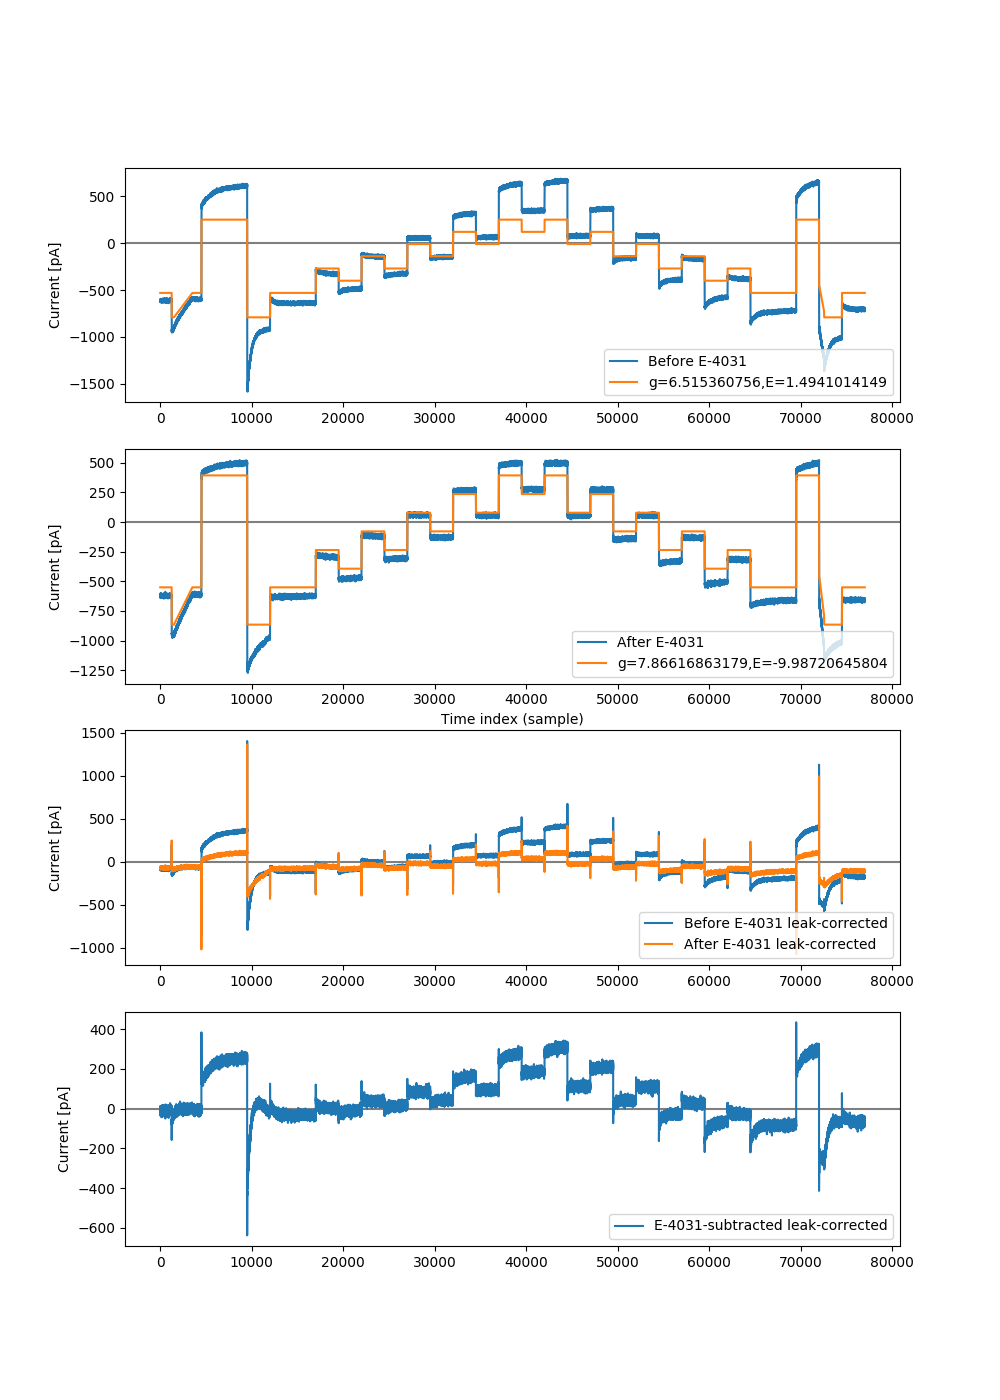 500
0
−500
−1000
−1500
Current [pA]
Before E-4031
g=6.515360756,E=1.4941014149
0 10000 20000 30000 40000 50000 60000 70000 80000
500
250
0
−250
−500
−750
−1000
−1250
Current [pA]
After E-4031
g=7.86616863179,E=-9.98720645804
0 10000 20000 30000 40000 50000 60000 70000 80000
Time index (sample)
1500
1000
500
0
−500
−1000
Current [pA]
Before E-4031 leak-corrected
After E-4031 leak-corrected
0 10000 20000 30000 40000 50000 60000 70000 80000
400
200
0
−200
−400
−600
Current [pA]
E-4031-subtracted leak-corrected
0 10000 20000 30000 40000 50000 60000 70000 80000